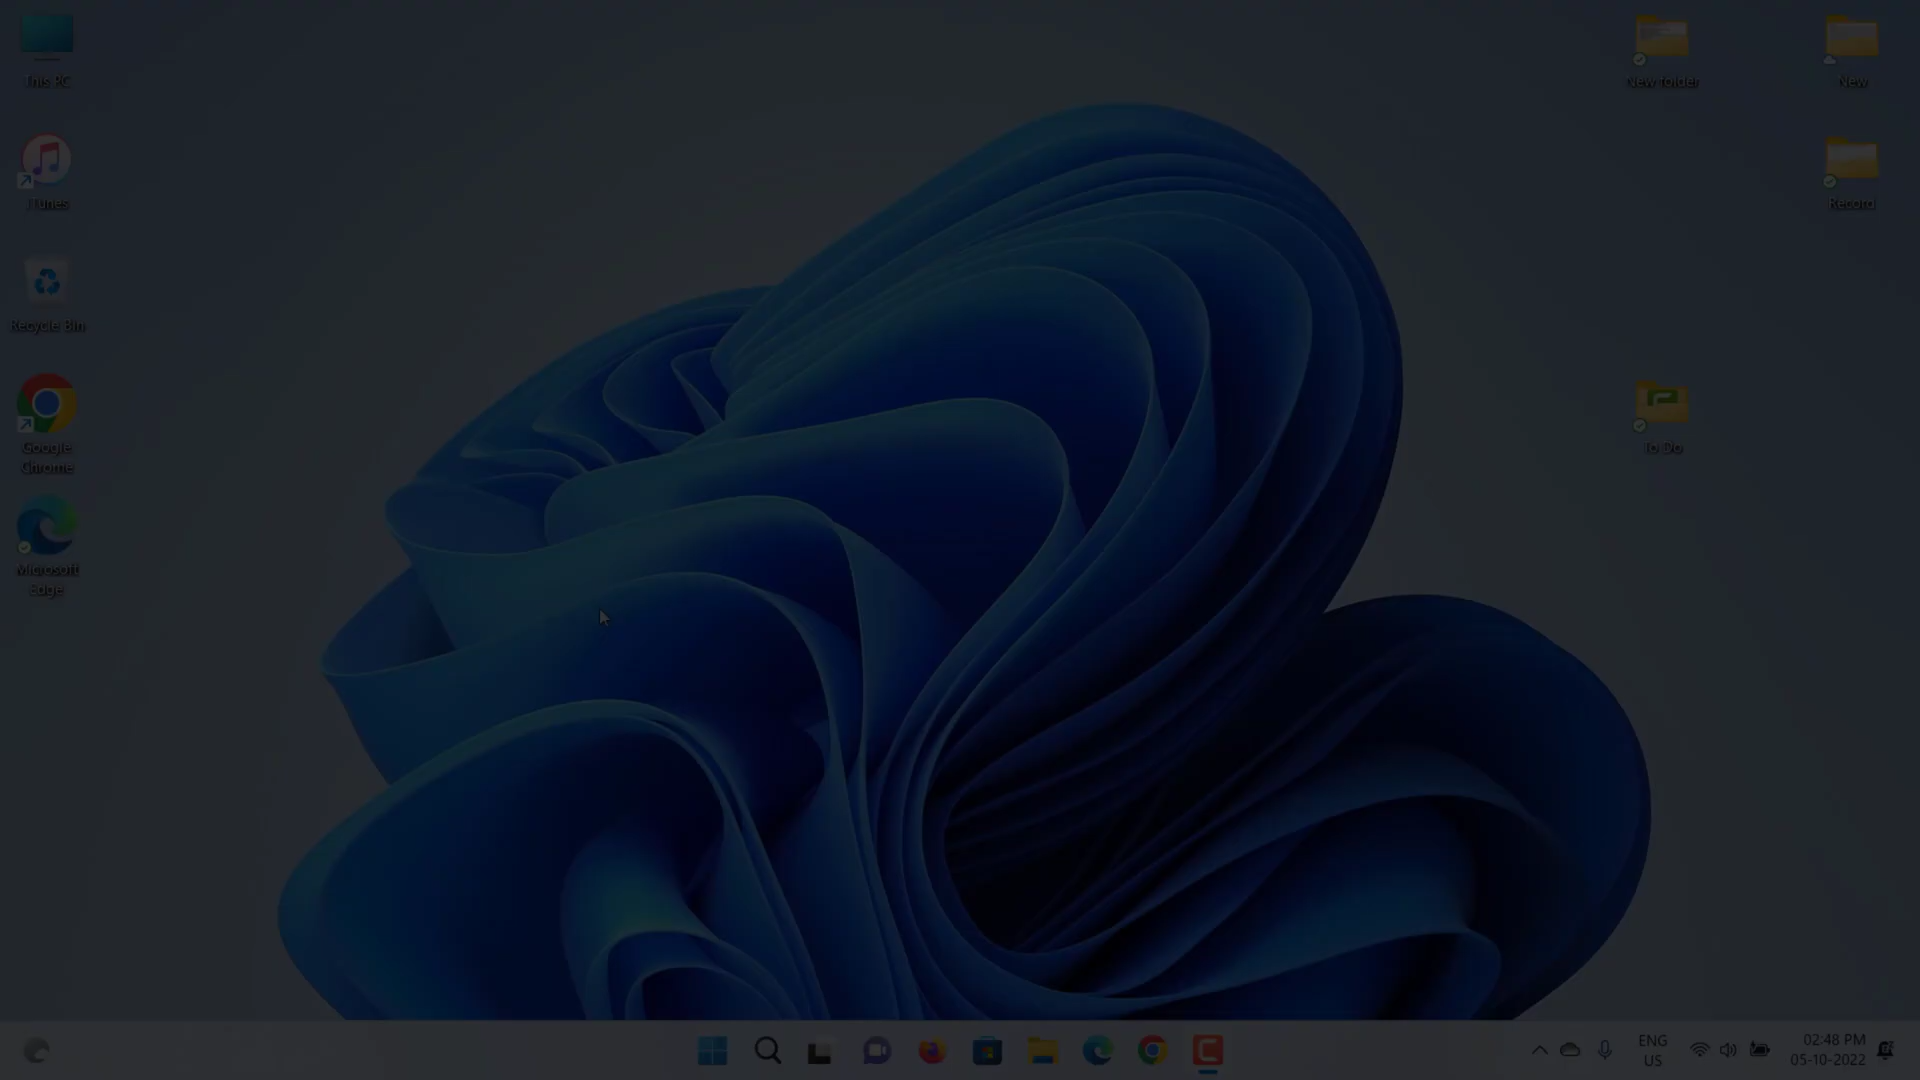 This PC
New folder
New
iTunes
Record
Recycle Bin
Google
Chrome
To Do
Microsoft
Edge
ENG
US
02:48 PM
05-10-2022